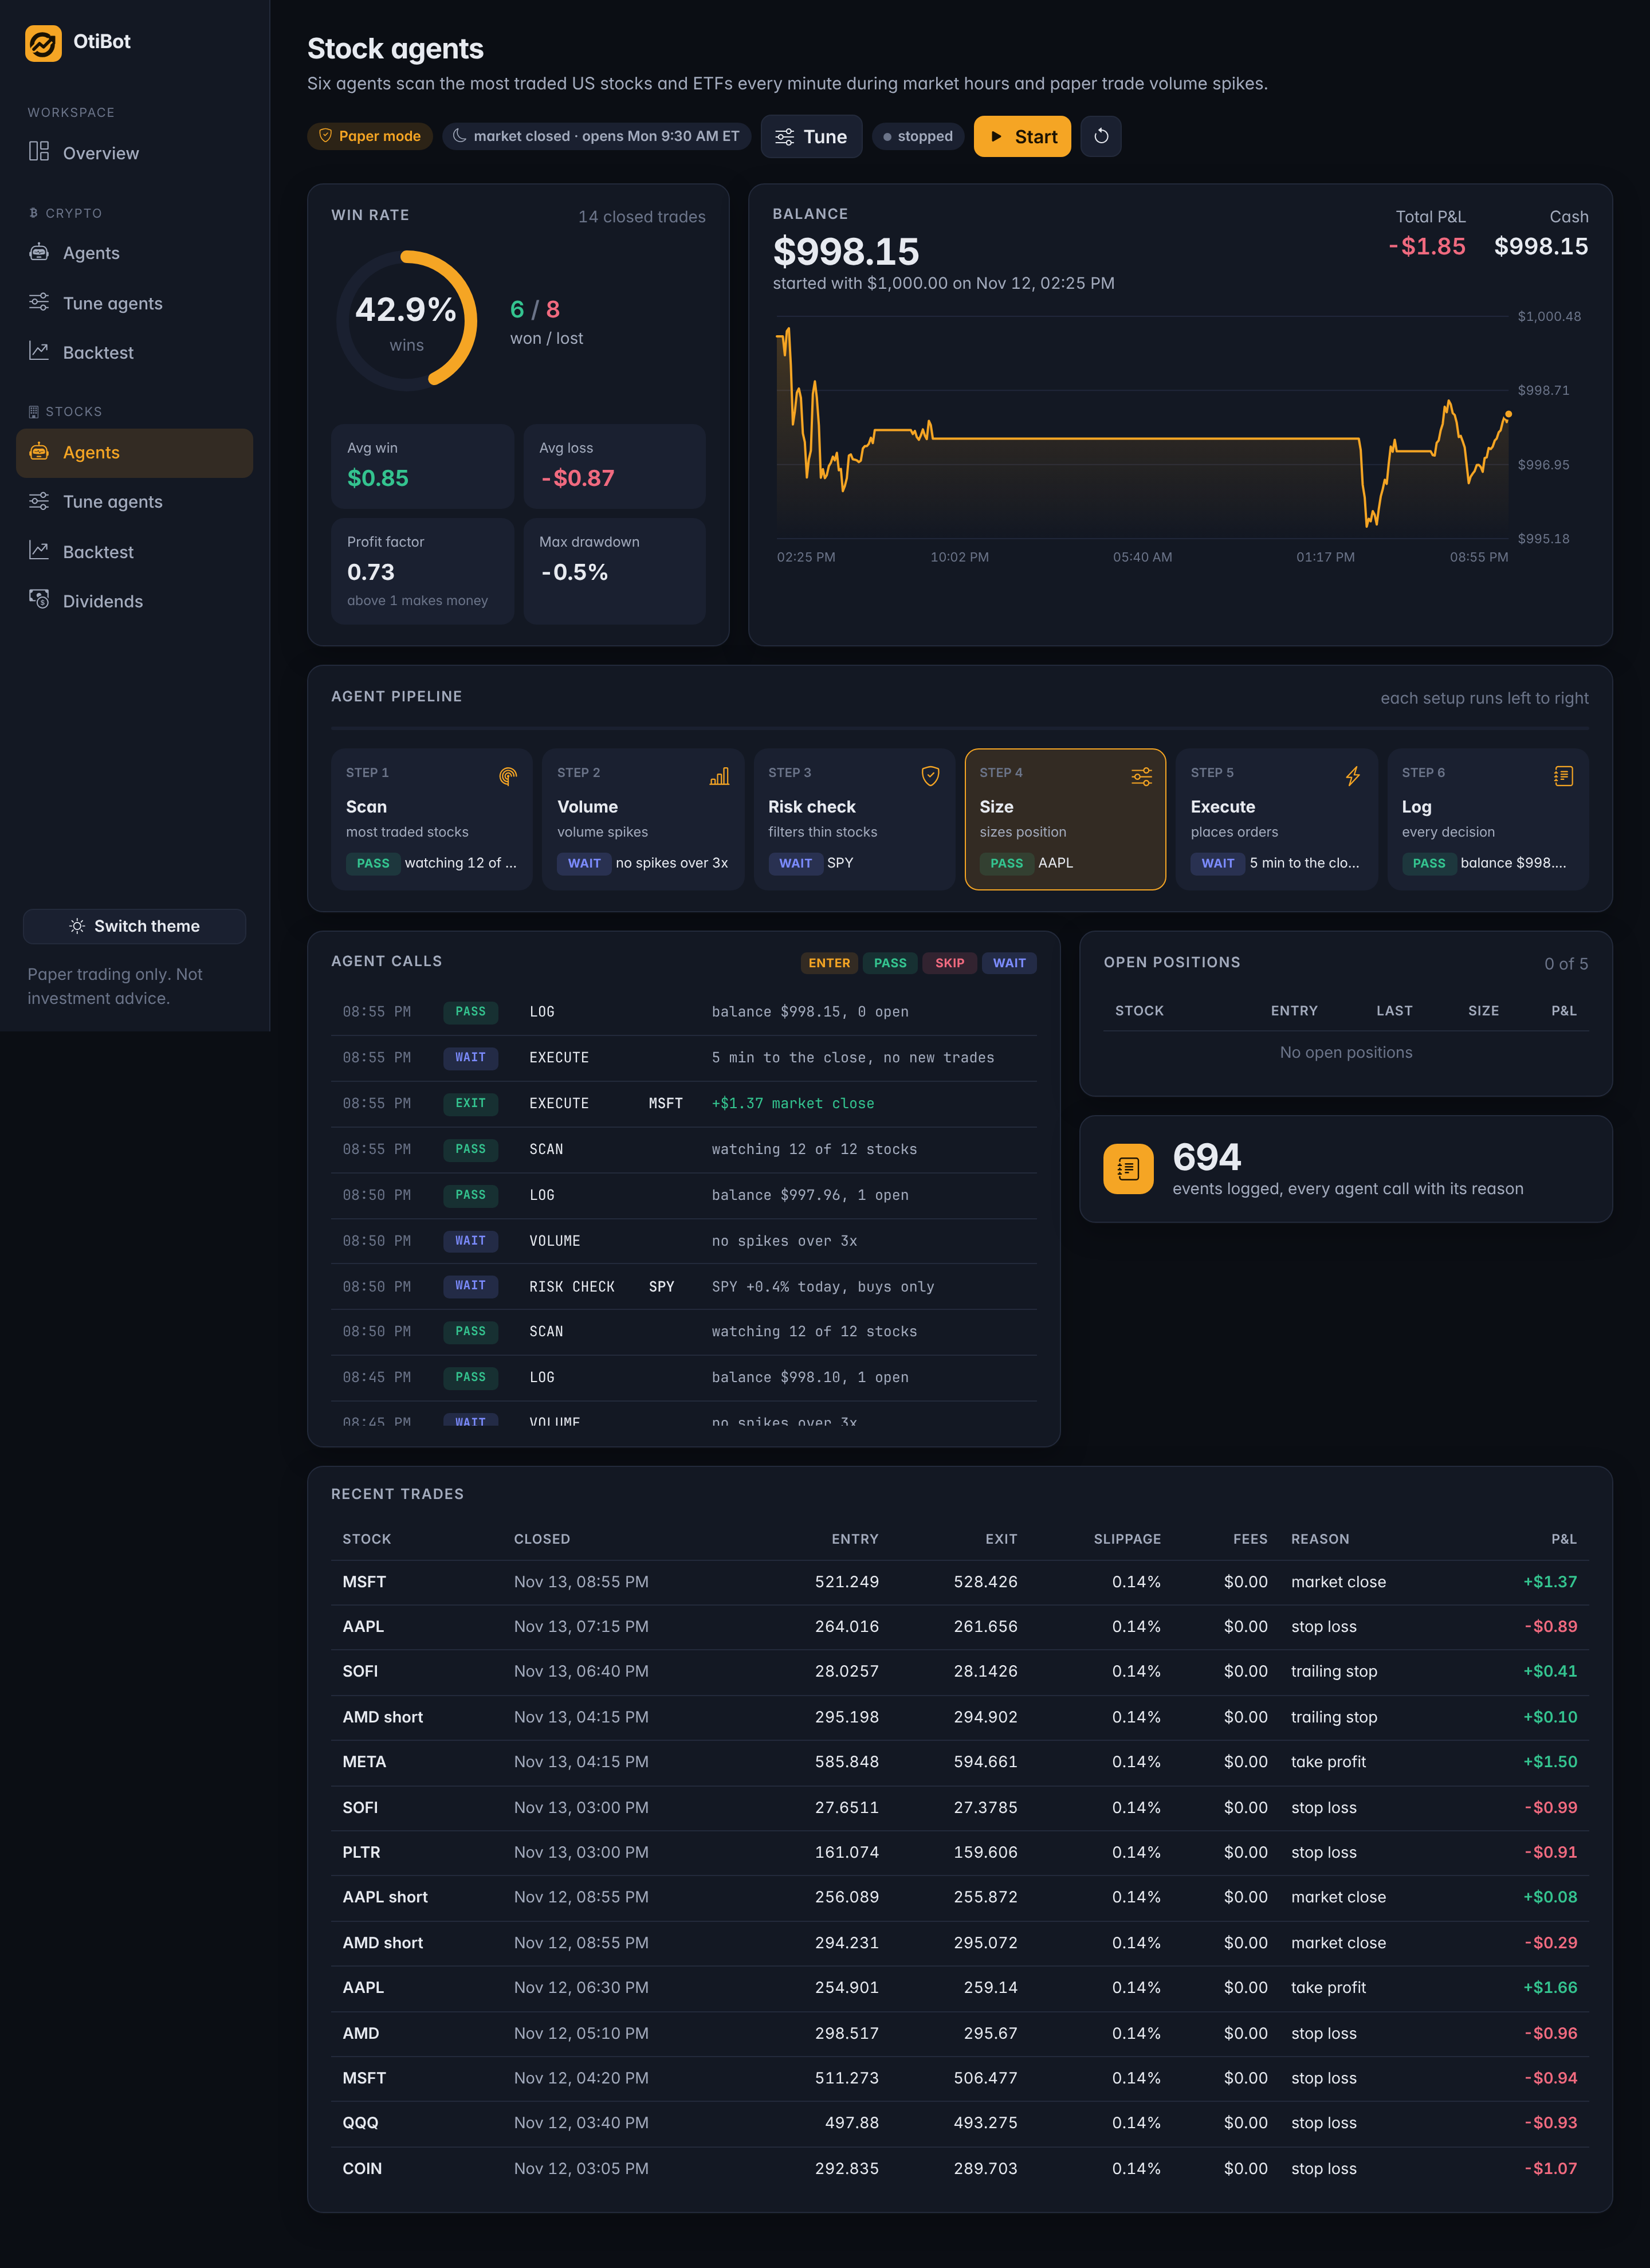 OtiBot
WORKSPACE
Overview
CRYPTO
Agents
Tune agents
Backtest
STOCKS
Agents
Tune agents
Backtest
Dividends
Switch theme
Paper trading only. Not
investment advice.
Stock agents
Six agents scan the most traded US stocks and ETFs every minute during market hours and paper trade volume spikes.
Paper mode
market closed · opens Mon 9:30 AM ET
Tune
stopped
Start
WIN RATE 14 closed trades
42.9%
wins
6 / 8
won / lost
Avg win
$0.85
Avg loss
-$0.87
Profit factor
0.73
above 1 makes money
Max drawdown
-0.5%
BALANCE
$998.15
started with $1,000.00 on Nov 12, 02:25 PM
Total P&L
-$1.85
Cash
$998.15
$1,000.48
$998.71
$996.95
$995.18
02:25 PM 10:02 PM 05:40 AM 01:17 PM 08:55 PM
AGENT PIPELINE each setup runs left to right
STEP 1
Scan
most traded stocks
PASS watching 12 of ...
STEP 2
Volume
volume spikes
WAIT no spikes over 3x
STEP 3
Risk check
filters thin stocks
WAIT SPY
STEP 4
Size
sizes position
PASS AAPL
STEP 5
Execute
places orders
WAIT 5 min to the clo...
STEP 6
Log
every decision
PASS balance $998....
AGENT CALLS ENTER PASS SKIP WAIT
08:55 PM PASS LOG balance $998.15, 0 open
08:55 PM WAIT EXECUTE 5 min to the close, no new trades
08:55 PM EXIT EXECUTE MSFT +$1.37 market close
08:55 PM PASS SCAN watching 12 of 12 stocks
08:50 PM PASS LOG balance $997.96, 1 open
08:50 PM WAIT VOLUME no spikes over 3x
08:50 PM WAIT RISK CHECK SPY SPY +0.4% today, buys only
08:50 PM PASS SCAN watching 12 of 12 stocks
08:45 PM PASS LOG balance $998.10, 1 open
08:45 PM WAIT VOLUME no spikes over 3x
OPEN POSITIONS 0 of 5
STOCK ENTRY LAST SIZE P&L
No open positions
694
events logged, every agent call with its reason
RECENT TRADES
STOCK CLOSED ENTRY EXIT SLIPPAGE FEES REASON P&L
MSFT Nov 13, 08:55 PM 521.249 528.426 0.14% $0.00 market close +$1.37
AAPL Nov 13, 07:15 PM 264.016 261.656 0.14% $0.00 stop loss -$0.89
SOFI Nov 13, 06:40 PM 28.0257 28.1426 0.14% $0.00 trailing stop +$0.41
AMD short Nov 13, 04:15 PM 295.198 294.902 0.14% $0.00 trailing stop +$0.10
META Nov 13, 04:15 PM 585.848 594.661 0.14% $0.00 take profit +$1.50
SOFI Nov 13, 03:00 PM 27.6511 27.3785 0.14% $0.00 stop loss -$0.99
PLTR Nov 13, 03:00 PM 161.074 159.606 0.14% $0.00 stop loss -$0.91
AAPL short Nov 12, 08:55 PM 256.089 255.872 0.14% $0.00 market close +$0.08
AMD short Nov 12, 08:55 PM 294.231 295.072 0.14% $0.00 market close -$0.29
AAPL Nov 12, 06:30 PM 254.901 259.14 0.14% $0.00 take profit +$1.66
AMD Nov 12, 05:10 PM 298.517 295.67 0.14% $0.00 stop loss -$0.96
MSFT Nov 12, 04:20 PM 511.273 506.477 0.14% $0.00 stop loss -$0.94
QQQ Nov 12, 03:40 PM 497.88 493.275 0.14% $0.00 stop loss -$0.93
COIN Nov 12, 03:05 PM 292.835 289.703 0.14% $0.00 stop loss -$1.07